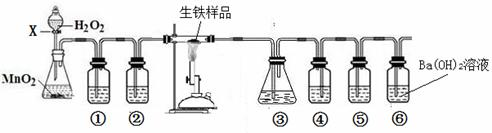 生铁样品
H₂O₂
X
MnO₂
Ba(OH)₂溶液
① ② ③ ④ ⑤ ⑥